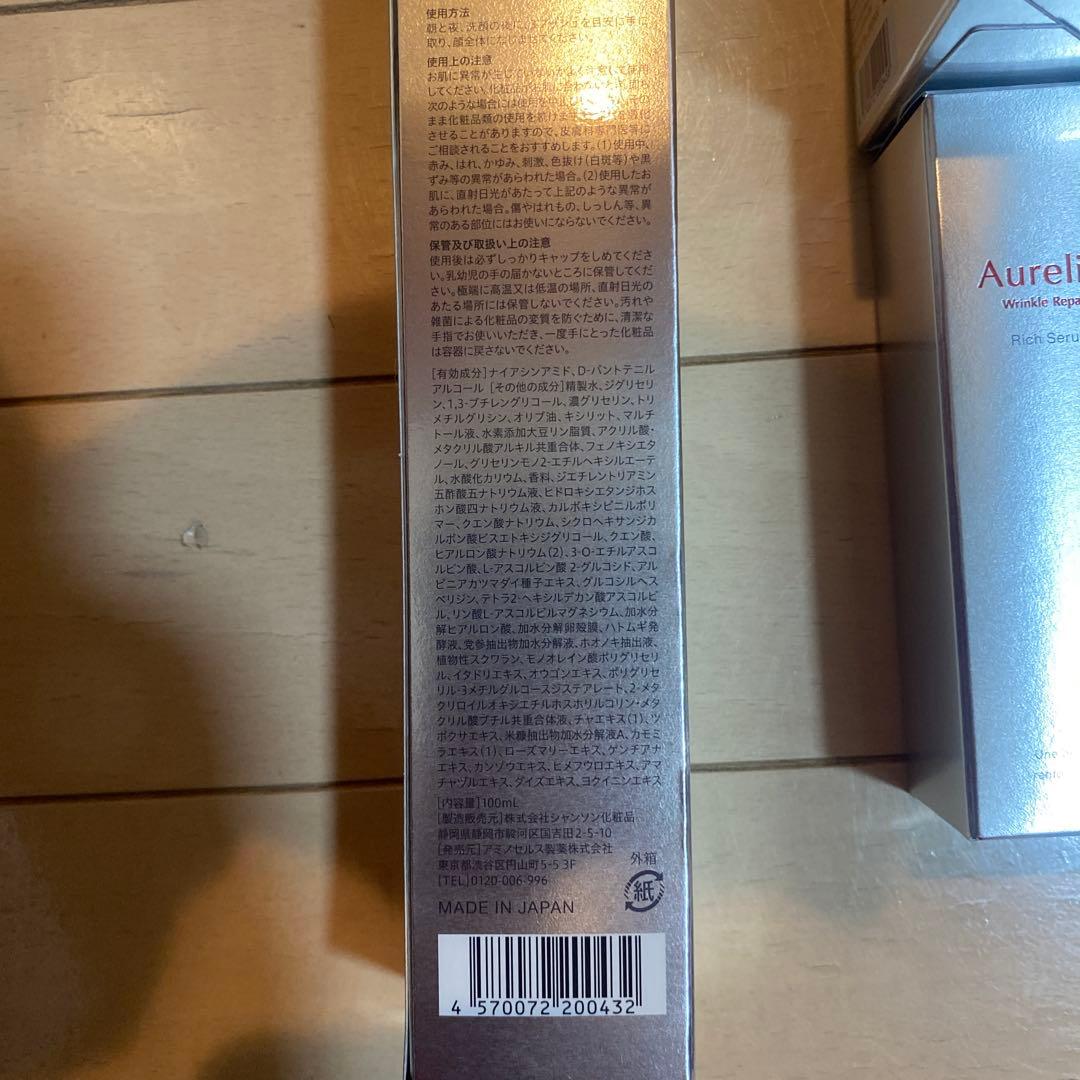 使用方法
朝と夜、洗顔の後に、3プッシュを目安に手に
取り、顔全体になじませてください。
使用上の注意
お肌に異常が生じていないかよく注意して使用
してください。化粧品がお肌に合わないとき即ち
次のような場合には使用を中止
まま化粧品類の使用を続けますと
させることがありますので、皮膚科専門医等に
ご相談されることをおすすめします。(1)使用中、
赤み、はれ、かゆみ、刺激、色抜け(白斑等)や黒
ずみ等の異常があらわれた場合。(2)使用したお
肌に、直射日光があたって上記のような異常が
あらわれた場合。傷やはれもの、しっしん等、異
常のある部位にはお使いにならないでください。
保管及び取扱い上の注意
使用後は必ずしっかりキャップをしめてくださ
い。乳幼児の手の届かないところに保管してくだ
さい。極端に高温又は低温の場所、直射日光の
あたる場所には保管しないでください。汚れや
雑菌による化粧品の変質を防ぐために、清潔な
手指でお使いいただき、一度手にとった化粧品
は容器に戻さないでください。
[有効成分]ナイアシンアミド、D-パントテニル
アルコール [その他の成分]精製水、ジグリセリ
ン、1,3-ブチレングリコール、濃グリセリン、トリ
メチルグリシン、オリブ油、キシリット、マルチ
トール液、水素添加大豆リン脂質、アクリル酸・
メタクリル酸アルキル共重合体、フェノキシエタ
ノール、グリセリンモノ2-エチルヘキシルエーテ
ル、水酸化カリウム、香料、ジエチレントリアミン
五酢酸五ナトリウム液、ヒドロキシエタンジホス
ホン酸四ナトリウム液、カルボキシビニルポリ
マー、クエン酸ナトリウム、シクロヘキサンジカ
ルボン酸ビスエトキシジグリコール、クエン酸、
ヒアルロン酸ナトリウム(2)、3-O-エチルアスコ
ルビン酸、L-アスコルビン酸 2-グルコシド、アル
ピニアカツマダイ種子エキス、グルコシルヘス
ペリジン、テトラ2-ヘキシルデカン酸アスコルビ
ル、リン酸L-アスコルビルマグネシウム、加水分
解ヒアルロン酸、加水分解卵殻膜、ハトムギ発
酵液、党参抽出物加水分解液、ホオノキ抽出液、
植物性スクワラン、モノオレイン酸ポリグリセリ
ル、イタドリエキス、オウゴンエキス、ポリグリセ
リル-3メチルグルコースジステアレート、2-メタ
クリロイルオキシエチルホスホリルコリン・メタ
クリル酸ブチル共重合体液、チャエキス(1)、ツ
ボクサエキス、米糠抽出物加水分解液A、カモミ
ラエキス(1)、ローズマリーエキス、ゲンチアナ
エキス、カンゾウエキス、ヒメフウロエキス、アマ
チャヅルエキス、ダイズエキス、ヨクイニンエキス
[内容量]100mL
[製造販売元]株式会社シャンソン化粧品
静岡県静岡市駿河区国吉田2-5-10
[発売元]アミノセルス製薬株式会社
東京都渋谷区円山町5-5 3F
[TEL]0120-006-996
外箱
紙
MADE IN JAPAN
4 570072 200432
Aureli
Wrinkle Repa
Rich Seru